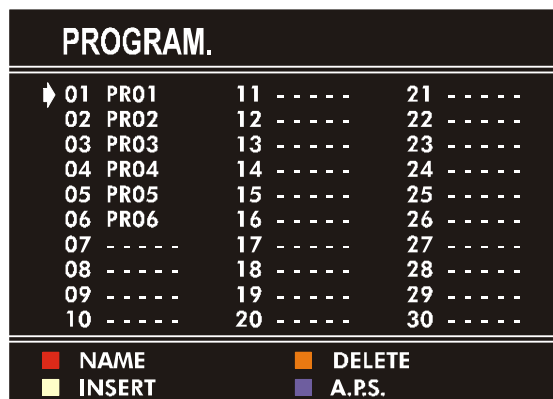 PROGRAM.
01 PR01 11 - - - - - 21 - - - - -
02 PR02 12 - - - - - 22 - - - - -
03 PR03 13 - - - - - 23 - - - - -
04 PR04 14 - - - - - 24 - - - - -
05 PR05 15 - - - - - 25 - - - - -
06 PR06 16 - - - - - 26 - - - - -
07 - - - - - 17 - - - - - 27 - - - - -
08 - - - - - 18 - - - - - 28 - - - - -
09 - - - - - 19 - - - - - 29 - - - - -
10 - - - - - 20 - - - - - 30 - - - - -
NAME DELETE
INSERT A.P.S.